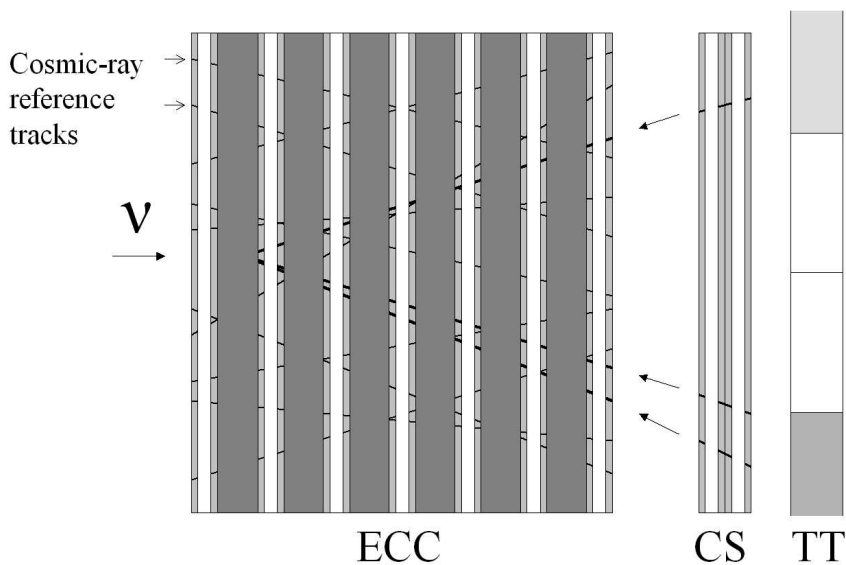 Cosmic-ray
reference
tracks
ν
ECC
CS
TT